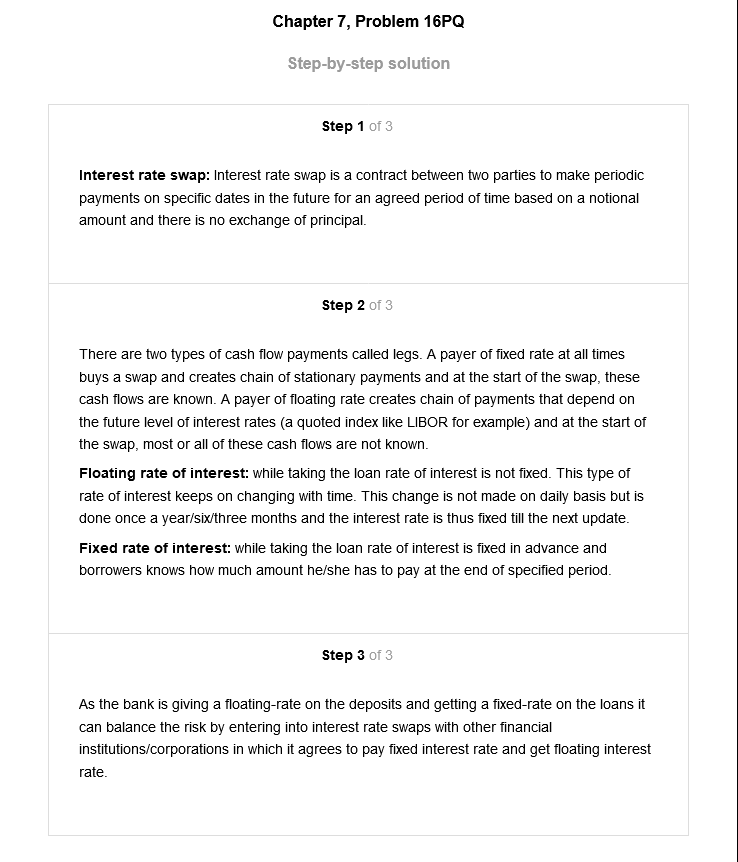 Chapter 7, Problem 16PQ
Step-by-step solution
Step 1 of 3
Interest rate swap: Interest rate swap is a contract between two parties to make periodic
payments on specific dates in the future for an agreed period of time based on a notional
amount and there is no exchange of principal.
Step 2 of 3
There are two types of cash flow payments called legs. A payer of fixed rate at all times
buys a swap and creates chain of stationary payments and at the start of the swap, these
cash flows are known. A payer of floating rate creates chain of payments that depend on
the future level of interest rates (a quoted index like LIBOR for example) and at the start of
the swap, most or all of these cash flows are not known.
Floating rate of interest: while taking the loan rate of interest is not fixed. This type of
rate of interest keeps on changing with time. This change is not made on daily basis but is
done once a year/six/three months and the interest rate is thus fixed till the next update.
Fixed rate of interest: while taking the loan rate of interest is fixed in advance and
borrowers knows how much amount he/she has to pay at the end of specified period.
Step 3 of 3
As the bank is giving a floating-rate on the deposits and getting a fixed-rate on the loans it
can balance the risk by entering into interest rate swaps with other financial
institutions/corporations in which it agrees to pay fixed interest rate and get floating interest
rate.